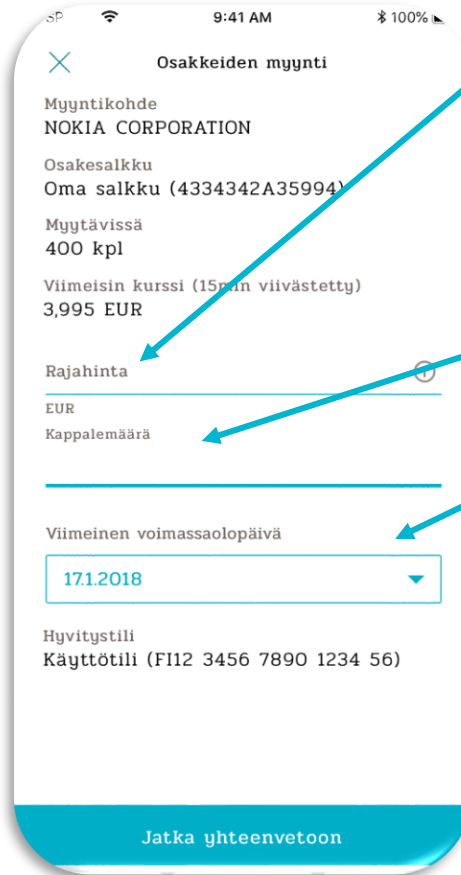 SP 9:41 AM 100%
Osakkeiden myynti
Myyntikohde
NOKIA CORPORATION
Osakesalkku
Oma salkku (4334342A35994)
Myytävissä
400 kpl
Viimeisin kurssi (15min viivästetty)
3,995 EUR
Rajahinta
EUR
Kappalemäärä
Viimeinen voimassaolopäivä
17.1.2018
Hyvitystili
Käyttötili (FI12 3456 7890 1234 56)
Jatka yhteenvetoon